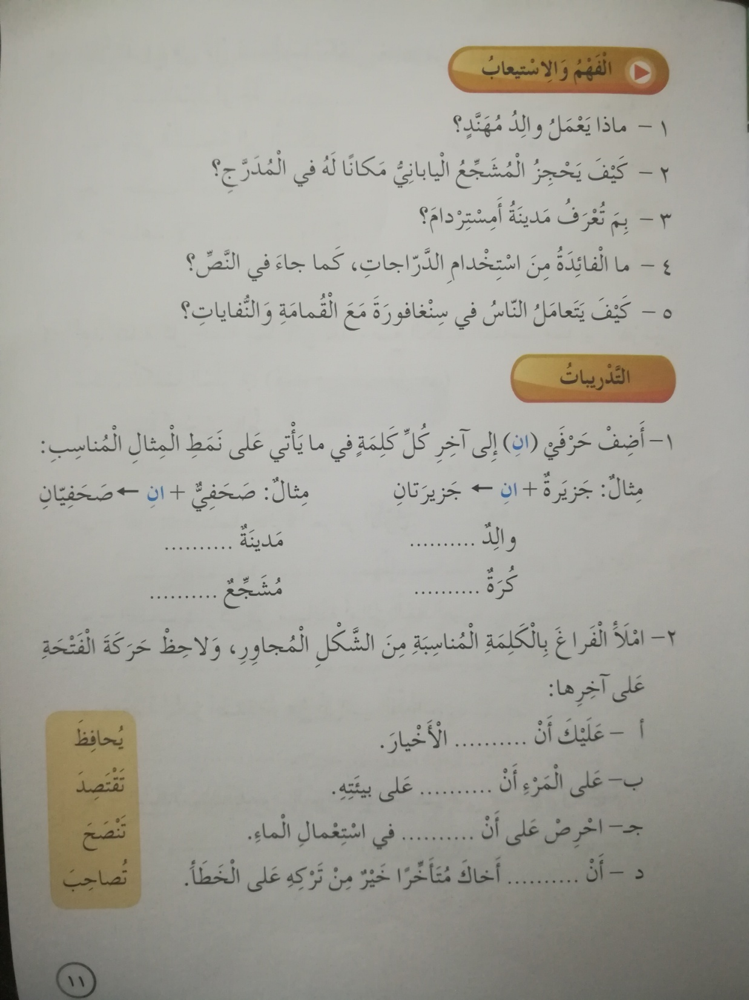 الْفَهْمُ وَالِاسْتيعابُ
١ – ماذا يَعْمَلُ والِدُ مُهَنَّدٍ؟
٢ – كَيْفَ يَحْجِزُ الْمُشَجِّعُ الْيابانِيُّ مَكانًا لَهُ في الْمُدَرَّجِ؟
٣ – بِمَ تُعْرَفُ مَدينَةُ أَمِسْتِرْدامَ؟
٤ – ما الْفائِدَةُ مِنَ اسْتِخْدامِ الدَّرّاجاتِ، كَما جاءَ في النَّصِّ؟
٥ – كَيْفَ يَتَعامَلُ النّاسُ في سِنْغافورَةَ مَعَ الْقُمامَةِ وَالنُّفاياتِ؟
التَّدْريباتُ
١– أَضِفْ حَرْفَيْ (انِ) إِلى آخِرِ كُلِّ كَلِمَةٍ في ما يَأْتي عَلى نَمَطِ الْمِثالِ الْمُناسِبِ:
مِثالٌ: جَزيَرةٌ + انِ ← جَزيرَتانِ مِثالٌ: صَحَفِيٌّ + انِ ← صَحَفِيّانِ
والِدٌ .......... مَدينَةٌ ..........
كُرَةٌ .......... مُشَجِّعٌ ..........
٢– امْلَأَ الْفَراغَ بِالْكَلِمَةِ الْمُناسِبَةِ مِنَ الشَّكْلِ الْمُجاوِرِ، وَلاحِظْ حَرَكَةَ الْفَتْحَةِ
عَلى آخِرِها:
أ – عَلَيْكَ أَنْ .......... الْأَخْيارَ. يُحافِظَ
ب– عَلى الْمَرْءِ أَنْ .......... عَلى بيئَتِهِ. تَقْتَصِدَ
جـ– احْرِصْ عَلى أَنْ .......... في اسْتِعْمالِ الْماءِ. تَنْصَحَ
د – أَنْ .......... أَخاكَ مُتَأَخِّرًا خَيْرٌ مِنْ تَرْكِهِ عَلى الْخَطَأ. تُصاحِبَ
١١